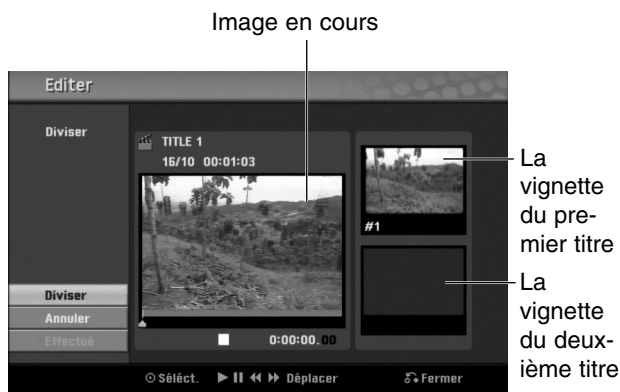 Image en cours
Editer
Diviser
TITLE 1
16/10 00:01:03
#1
La
vignette
du pre-
mier titre
La
vignette
du deux-
ième titre
Diviser
Annuler
Effectué
0:00:00.00
Séléct.
Déplacer
Fermer